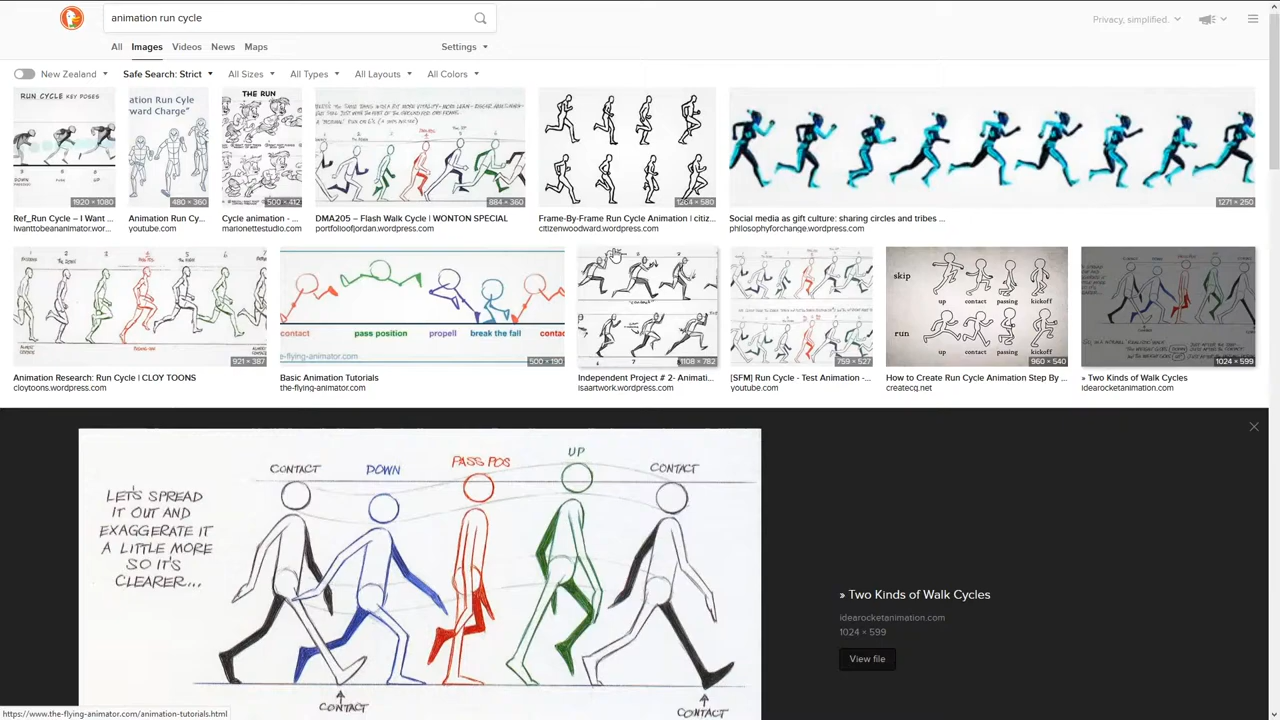 animation run cycle
Privacy, simplified.
All Images Videos News Maps Settings
New Zealand Safe Search: Strict All Sizes All Types All Layouts All Colors
RUN CYCLE KEY POSES
ation Run Cyle
ward Charge"
THE RUN
1920 × 1080
480 × 360
500 × 412
884 × 360
1264 × 580
1271 × 250
Ref_Run Cycle – I Want ...
iwanttobeananimator.wor...
Animation Run Cy...
youtube.com
Cycle animation - ...
marionettestudio.com
DMA205 – Flash Walk Cycle | WONTON SPECIAL
portfolioofjordan.wordpress.com
Frame-By-Frame Run Cycle Animation | citiz...
citizenwoodward.wordpress.com
Social media as gift culture: sharing circles and tribes ...
philosophyforchange.wordpress.com
921 × 387
contact
pass position
propell
break the fall
contac
e-flying-animator.com
500 × 190
1108 × 782
759 × 527
skip
up contact passing kickoff
run
up contact passing kickoff
960 × 540
1024 × 599
Animation Research: Run Cycle | CLOY TOONS
cloytoons.wordpress.com
Basic Animation Tutorials
the-flying-animator.com
Independent Project # 2- Animati...
isaartwork.wordpress.com
[SFM] Run Cycle - Test Animation -...
youtube.com
How to Create Run Cycle Animation Step By ...
createcg.net
» Two Kinds of Walk Cycles
idearocketanimation.com
LET'S SPREAD
IT OUT AND
EXAGGERATE IT
A LITTLE MORE
SO IT'S
CLEARER...
CONTACT
DOWN
PASS POS
UP
CONTACT
CONTACT
CONTACT
» Two Kinds of Walk Cycles
idearocketanimation.com
1024 × 599
View file
https://www.the-flying-animator.com/animation-tutorials.html